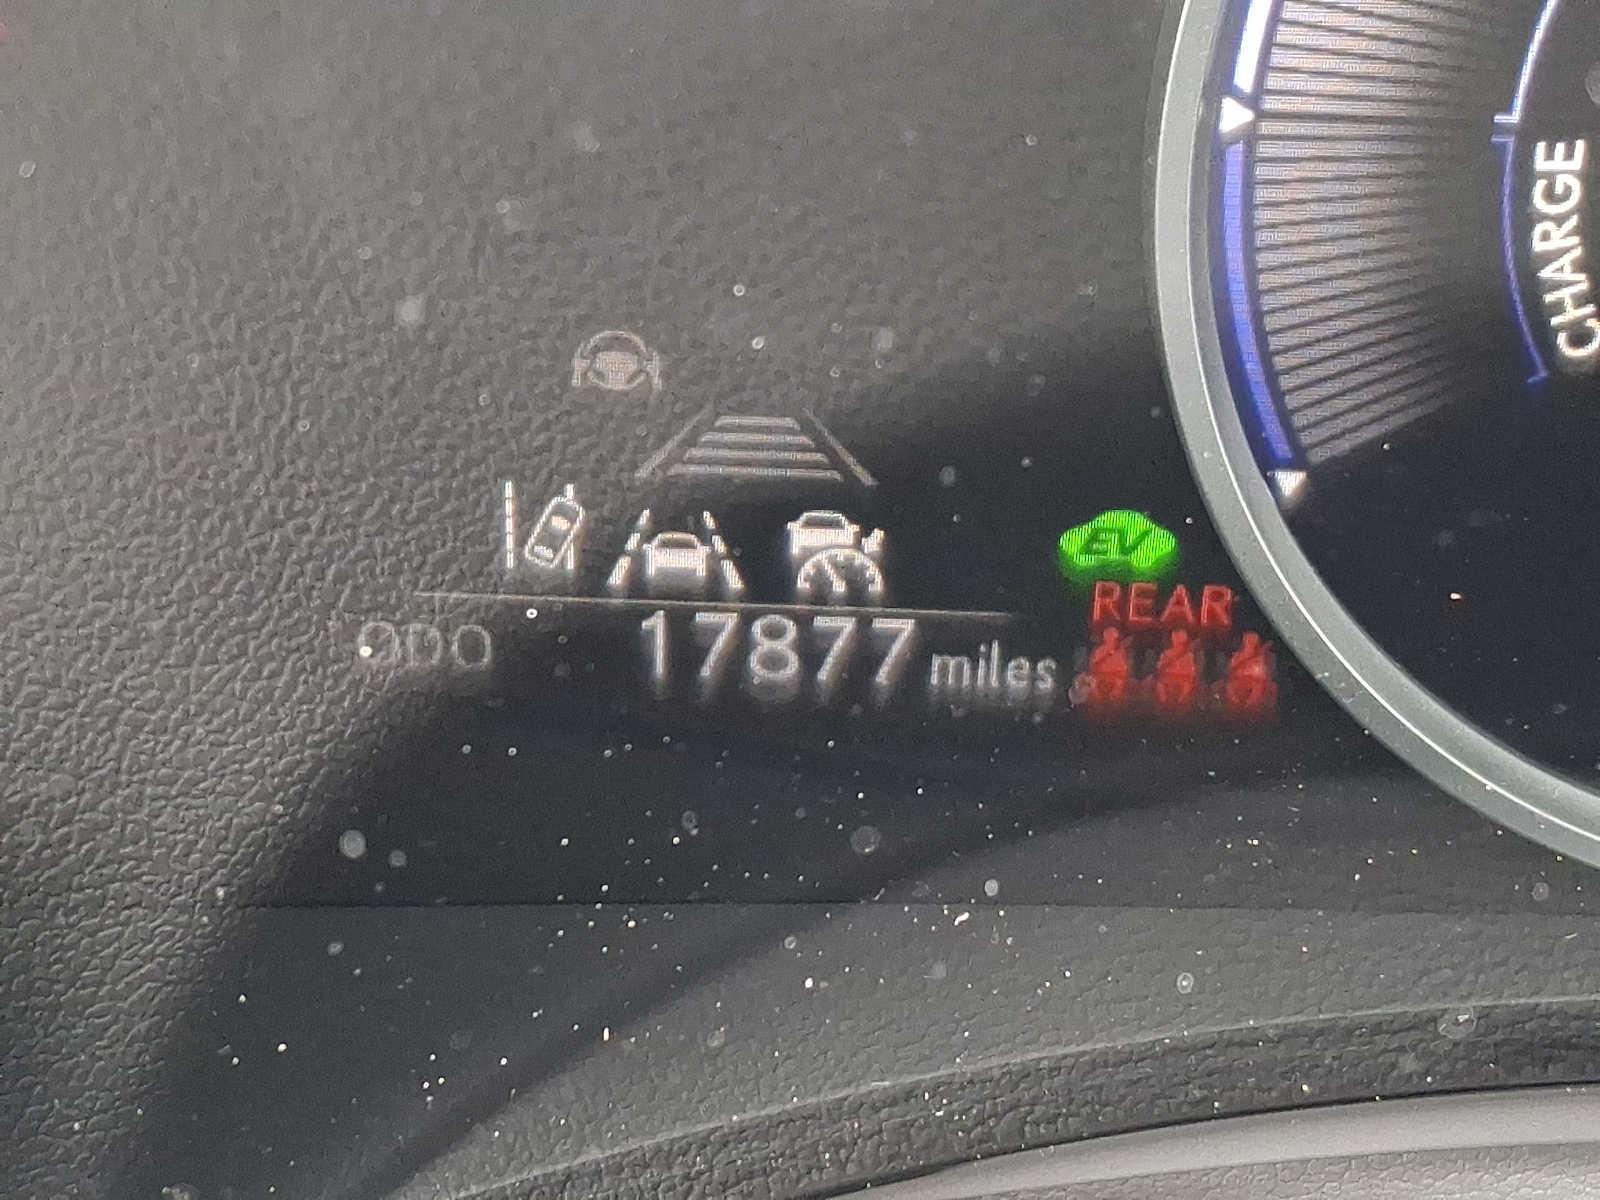 CHARGE
EV
REAR
ODO 17877 miles